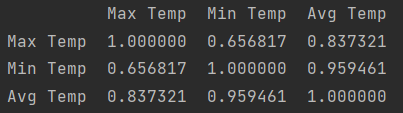 Max Temp Min Temp Avg Temp
Max Temp 1.000000 0.656817 0.837321
Min Temp 0.656817 1.000000 0.959461
Avg Temp 0.837321 0.959461 1.000000